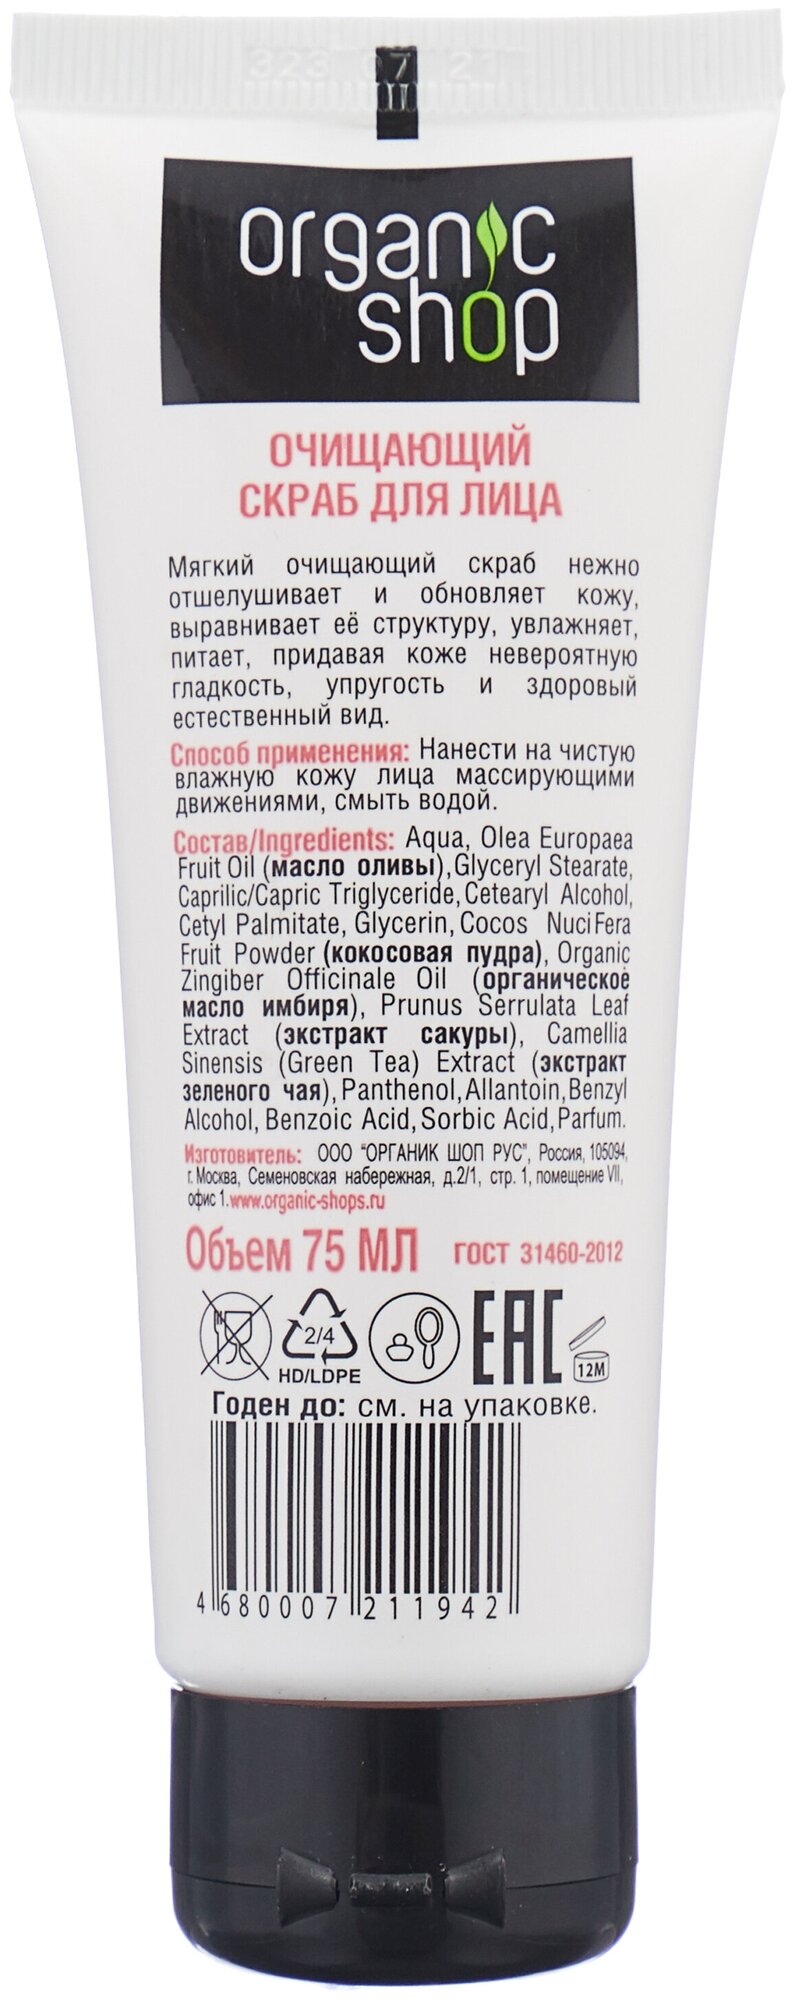 organic
shop
ОЧИЩАЮЩИЙ
СКРАБ ДЛЯ ЛИЦА
Мягкий очищающий скраб нежно
отшелушивает и обновляет кожу,
выравнивает её структуру, увлажняет,
питает, придавая коже невероятную
гладкость, упругость и здоровый
естественный вид.
Способ применения: Нанести на чистую
влажную кожу лица массирующими
движениями, смыть водой.
Состав/Ingredients: Aqua, Olea Europaea
Fruit Oil (масло оливы),Glyceryl Stearate,
Caprilic/Capric Triglyceride,Cetearyl Alcohol,
Cetyl Palmitate, Glycerin, Cocos NuciFera
Fruit Powder (кокосовая пудра), Organic
Zingiber Officinale Oil (органическое
масло имбиря), Prunus Serrulata Leaf
Extract (экстракт сакуры), Camellia
Sinensis (Green Tea) Extract (экстракт
зеленого чая),Panthenol,Allantoin,Benzyl
Alcohol, Benzoic Acid, Sorbic Acid,Parfum.
Изготовитель: ООО "ОРГАНИК ШОП РУС", Россия, 105094,
г. Москва, Семеновская набережная, д.2/1, стр. 1, помещение VII,
офис 1.www.organic-shops.ru
Объем 75 МЛ ГОСТ 31460-2012
2/4
HD/LDPE
EAC
12M
Годен до: см. на упаковке.
4 680007 211942